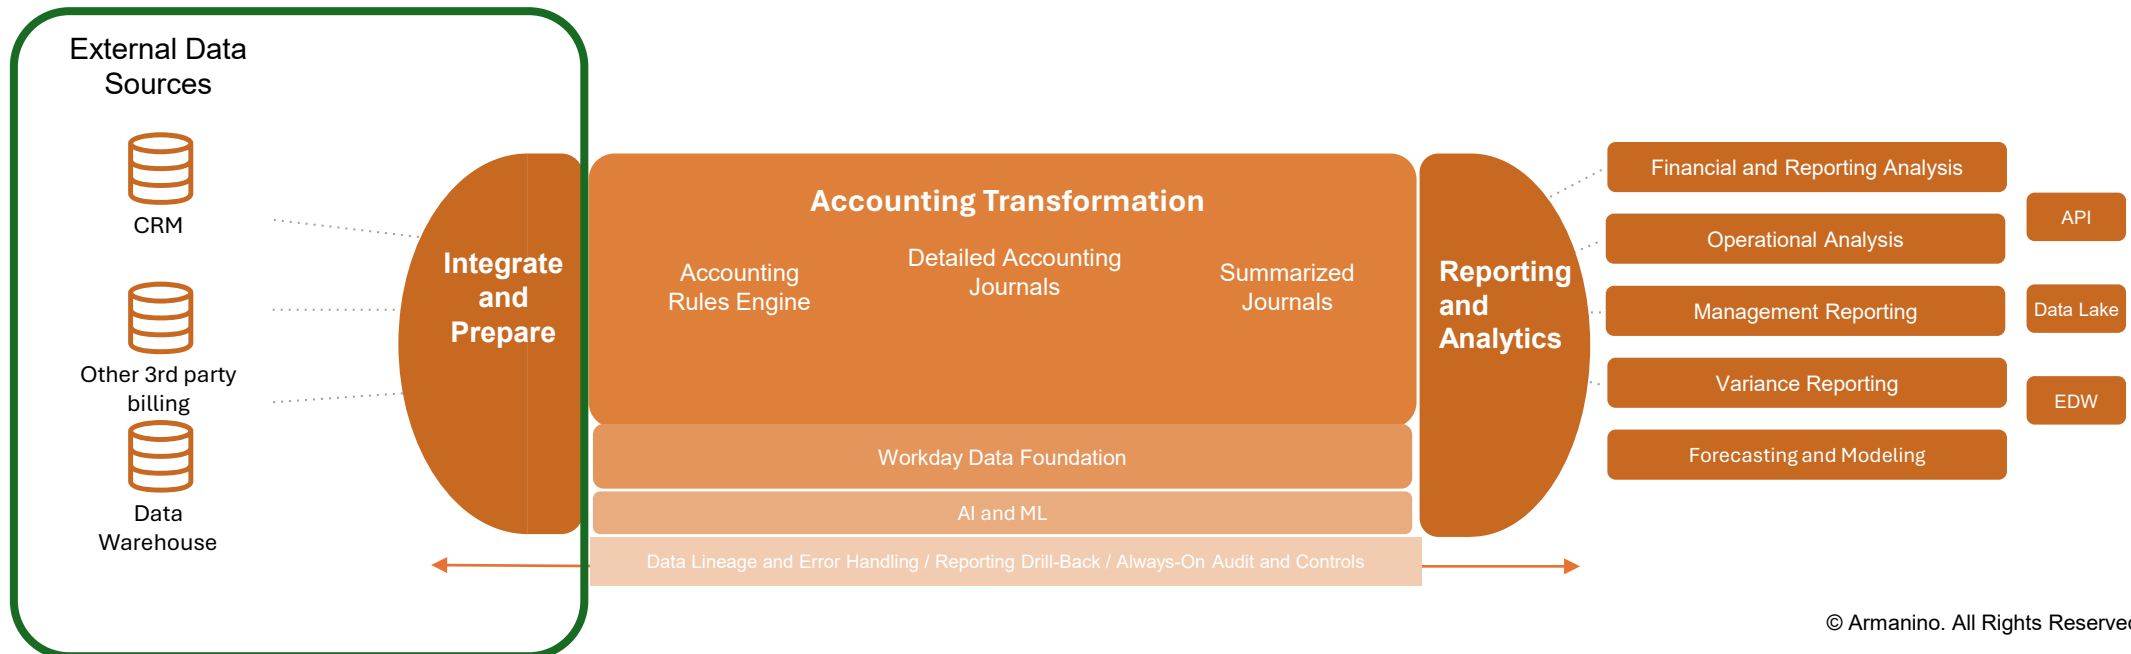 External Data
Sources
CRM
Other 3rd party
billing
Data
Warehouse
Integrate
and
Prepare
Accounting Transformation
Accounting
Rules Engine
Detailed Accounting
Journals
Summarized
Journals
Workday Data Foundation
AI and ML
Data Lineage and Error Handling / Reporting Drill-Back / Always-On Audit and Controls
Reporting
and
Analytics
Financial and Reporting Analysis
Operational Analysis
Management Reporting
Variance Reporting
Forecasting and Modeling
API
Data Lake
EDW
© Armanino. All Rights Reserved